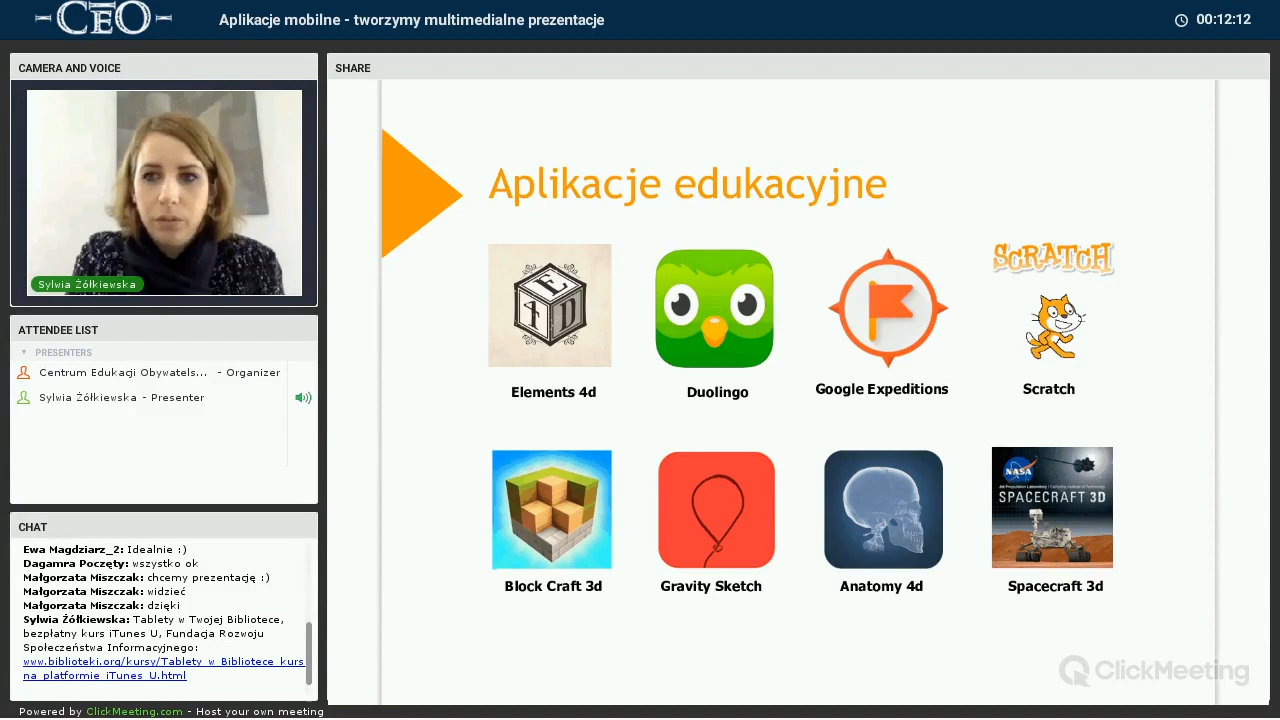 CEO
Aplikacje mobilne - tworzymy multimedialne prezentacje
00:12:12
CAMERA AND VOICE
Sylwia Żółkiewska
ATTENDEE LIST
PRESENTERS
Centrum Edukacji Obywatels... - Organizer
Sylwia Żółkiewska - Presenter
CHAT
Ewa Magdziarz_2: Idealnie :)
Dagamra Poczęty: wszystko ok
Małgorzata Miszczak: chcemy prezentację :)
Małgorzata Miszczak: widzieć
Małgorzata Miszczak: dzięki
Sylwia Żółkiewska: Tablety w Twojej Bibliotece,
bezpłatny kurs iTunes U, Fundacja Rozwoju
Społeczeństwa Informacyjnego:
www.biblioteki.org/kursy/Tablety_w_Bibliotece_kurs
na_platformie_iTunes_U.html
Powered by ClickMeeting.com - Host your own meeting
SHARE
Aplikacje edukacyjne
4 E D
SCRATCH
Elements 4d
Duolingo
Google Expeditions
Scratch
NASA
SPACECRAFT 3D
Block Craft 3d
Gravity Sketch
Anatomy 4d
Spacecraft 3d
ClickMeeting